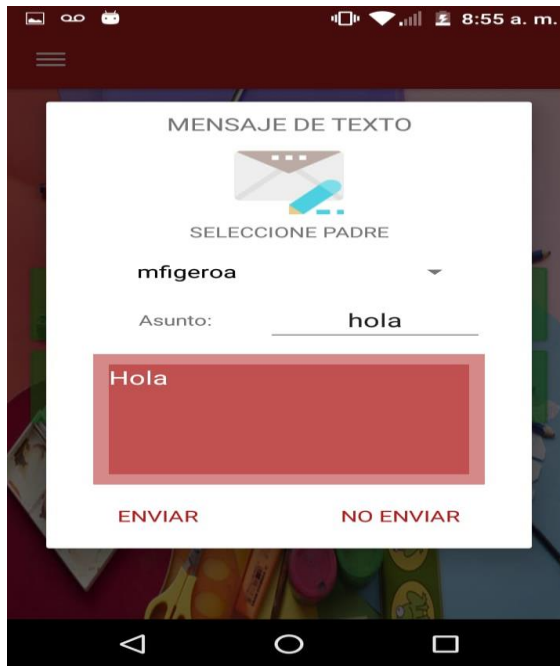 8:55 a. m.
MENSAJE DE TEXTO
SELECCIONE PADRE
mfigeroa
Asunto: hola
Hola
ENVIAR NO ENVIAR